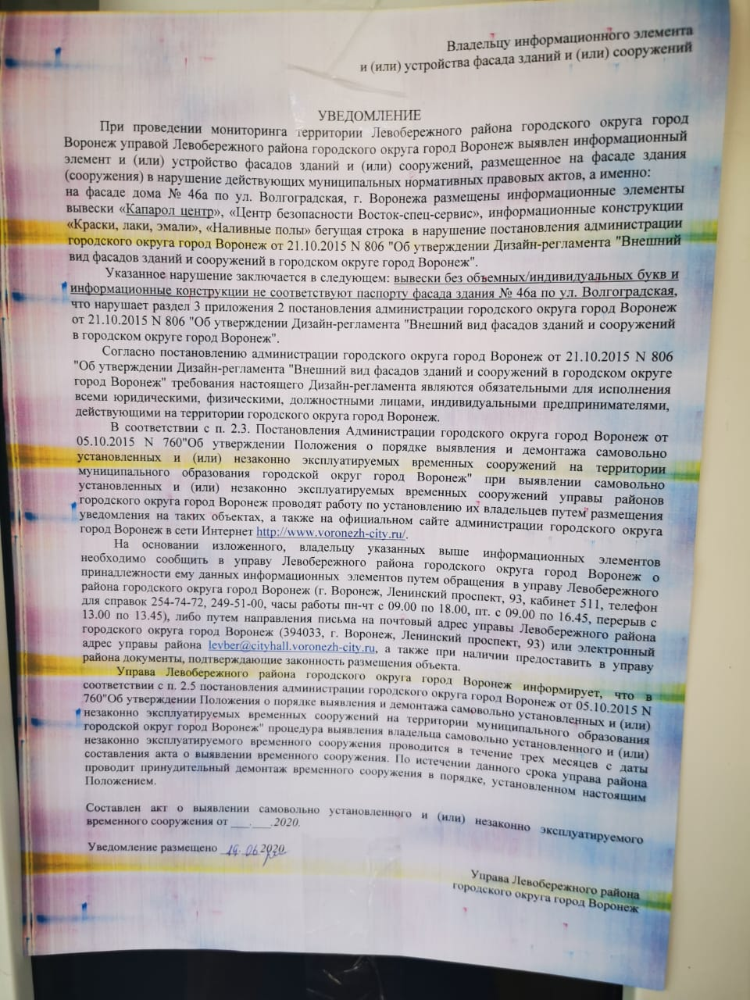 Владельцу информационного элемента
и (или) устройства фасада зданий и (или) сооружений
УВЕДОМЛЕНИЕ
При проведении мониторинга территории Левобережного района городского округа город
Воронеж управой Левобережного района городского округа город Воронеж выявлен информационный
элемент и (или) устройство фасадов зданий и (или) сооружений, размещенное на фасаде здания
(сооружения) в нарушение действующих муниципальных нормативных правовых актов, а именно:
на фасаде дома № 46а по ул. Волгоградская, г. Воронежа размещены информационные элементы
вывески «Капарол центр», «Центр безопасности Восток-спец-сервис», информационные конструкции
«Краски, лаки, эмали», «Наливные полы» бегущая строка в нарушение постановления администрации
городского округа город Воронеж от 21.10.2015 N 806 "Об утверждении Дизайн-регламента "Внешний
вид фасадов зданий и сооружений в городском округе город Воронеж".
Указанное нарушение заключается в следующем: вывески без объемных/индивидуальных букв и
информационные конструкции не соответствуют паспорту фасада здания № 46а по ул. Волгоградская,
что нарушает раздел 3 приложения 2 постановления администрации городского округа город Воронеж
от 21.10.2015 N 806 "Об утверждении Дизайн-регламента "Внешний вид фасадов зданий и сооружений
в городском округе город Воронеж".
Согласно постановлению администрации городского округа город Воронеж от 21.10.2015 N 806
"Об утверждении Дизайн-регламента "Внешний вид фасадов зданий и сооружений в городском округе
город Воронеж" требования настоящего Дизайн-регламента являются обязательными для исполнения
всеми юридическими, физическими, должностными лицами, индивидуальными предпринимателями,
действующими на территории городского округа город Воронеж.
В соответствии с п. 2.3. Постановления Администрации городского округа город Воронеж от
05.10.2015 N 760"Об утверждении Положения о порядке выявления и демонтажа самовольно
установленных и (или) незаконно эксплуатируемых временных сооружений на территории
муниципального образования городской округ город Воронеж" при выявлении самовольно
установленных и (или) незаконно эксплуатируемых временных сооружений управы районов
городского округа город Воронеж проводят работу по установлению их владельцев путем размещения
уведомления на таких объектах, а также на официальном сайте администрации городского округа
город Воронеж в сети Интернет http://www.voronezh-city.ru/.
На основании изложенного, владельцу указанных выше информационных элементов
необходимо сообщить в управу Левобережного района городского округа город Воронеж о
принадлежности ему данных информационных элементов путем обращения в управу Левобережного
района городского округа город Воронеж (г. Воронеж, Ленинский проспект, 93, кабинет 511, телефон
для справок 254-74-72, 249-51-00, часы работы пн-чт с 09.00 по 18.00, пт. с 09.00 по 16.45, перерыв с
13.00 по 13.45), либо путем направления письма на почтовый адрес управы Левобережного района
городского округа город Воронеж (394033, г. Воронеж, Ленинский проспект, 93) или электронный
адрес управы района levber@cityhall.voronezh-city.ru, а также при наличии предоставить в управу
района документы, подтверждающие законность размещения объекта.
Управа Левобережного района городского округа город Воронеж информирует, что в
соответствии с п. 2.5 постановления администрации городского округа город Воронеж от 05.10.2015 N
760"Об утверждении Положения о порядке выявления и демонтажа самовольно установленных и (или)
незаконно эксплуатируемых временных сооружений на территории муниципального образования
городской округ город Воронеж" процедура выявления владельца самовольно установленного и (или)
незаконно эксплуатируемого временного сооружения проводится в течение трех месяцев с даты
составления акта о выявлении временного сооружения. По истечении данного срока управа района
проводит принудительный демонтаж временного сооружения в порядке, установленном настоящим
Положением.
Составлен акт о выявлении самовольно установленного и (или) незаконно эксплуатируемого
временного сооружения от ___.___.2020.
Уведомление размещено 19.06.2020
Управа Левобережного района
городского округа город Воронеж